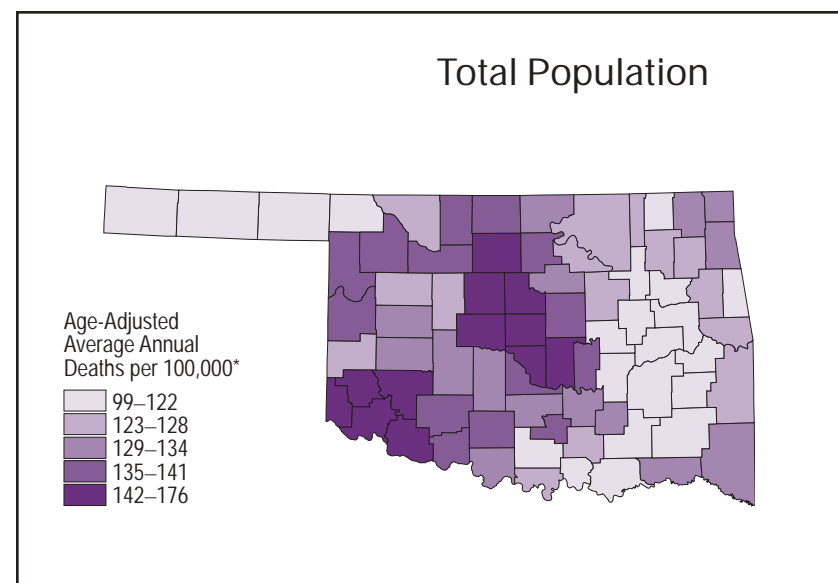 Total Population
Age-Adjusted
Average Annual
Deaths per 100,000*
99–122
123–128
129–134
135–141
142–176